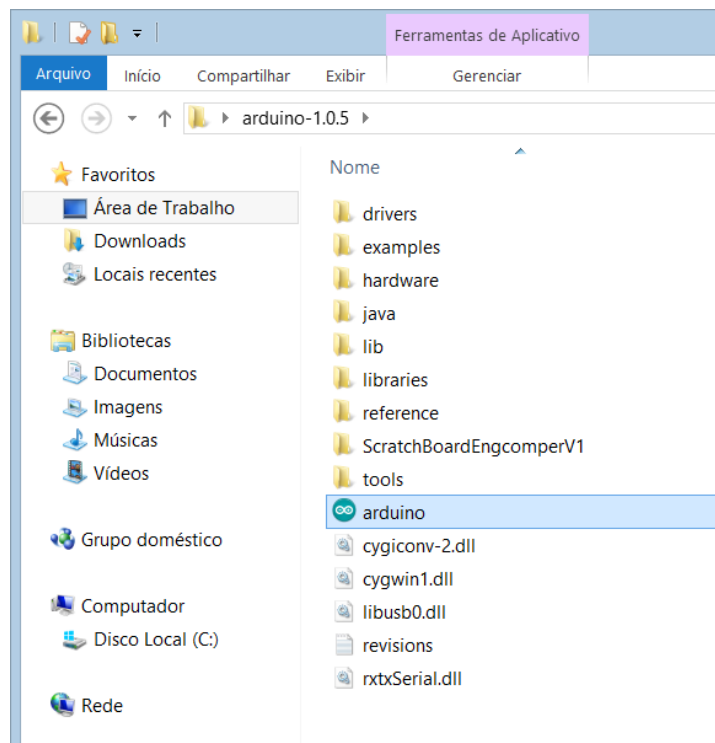 Ferramentas de Aplicativo
Arquivo Início Compartilhar Exibir Gerenciar
arduino-1.0.5
Favoritos
Área de Trabalho
Downloads
Locais recentes
Bibliotecas
Documentos
Imagens
Músicas
Vídeos
Grupo doméstico
Computador
Disco Local (C:)
Rede
Nome
drivers
examples
hardware
java
lib
libraries
reference
ScratchBoardEngcomperV1
tools
arduino
cygiconv-2.dll
cygwin1.dll
libusb0.dll
revisions
rxtxSerial.dll